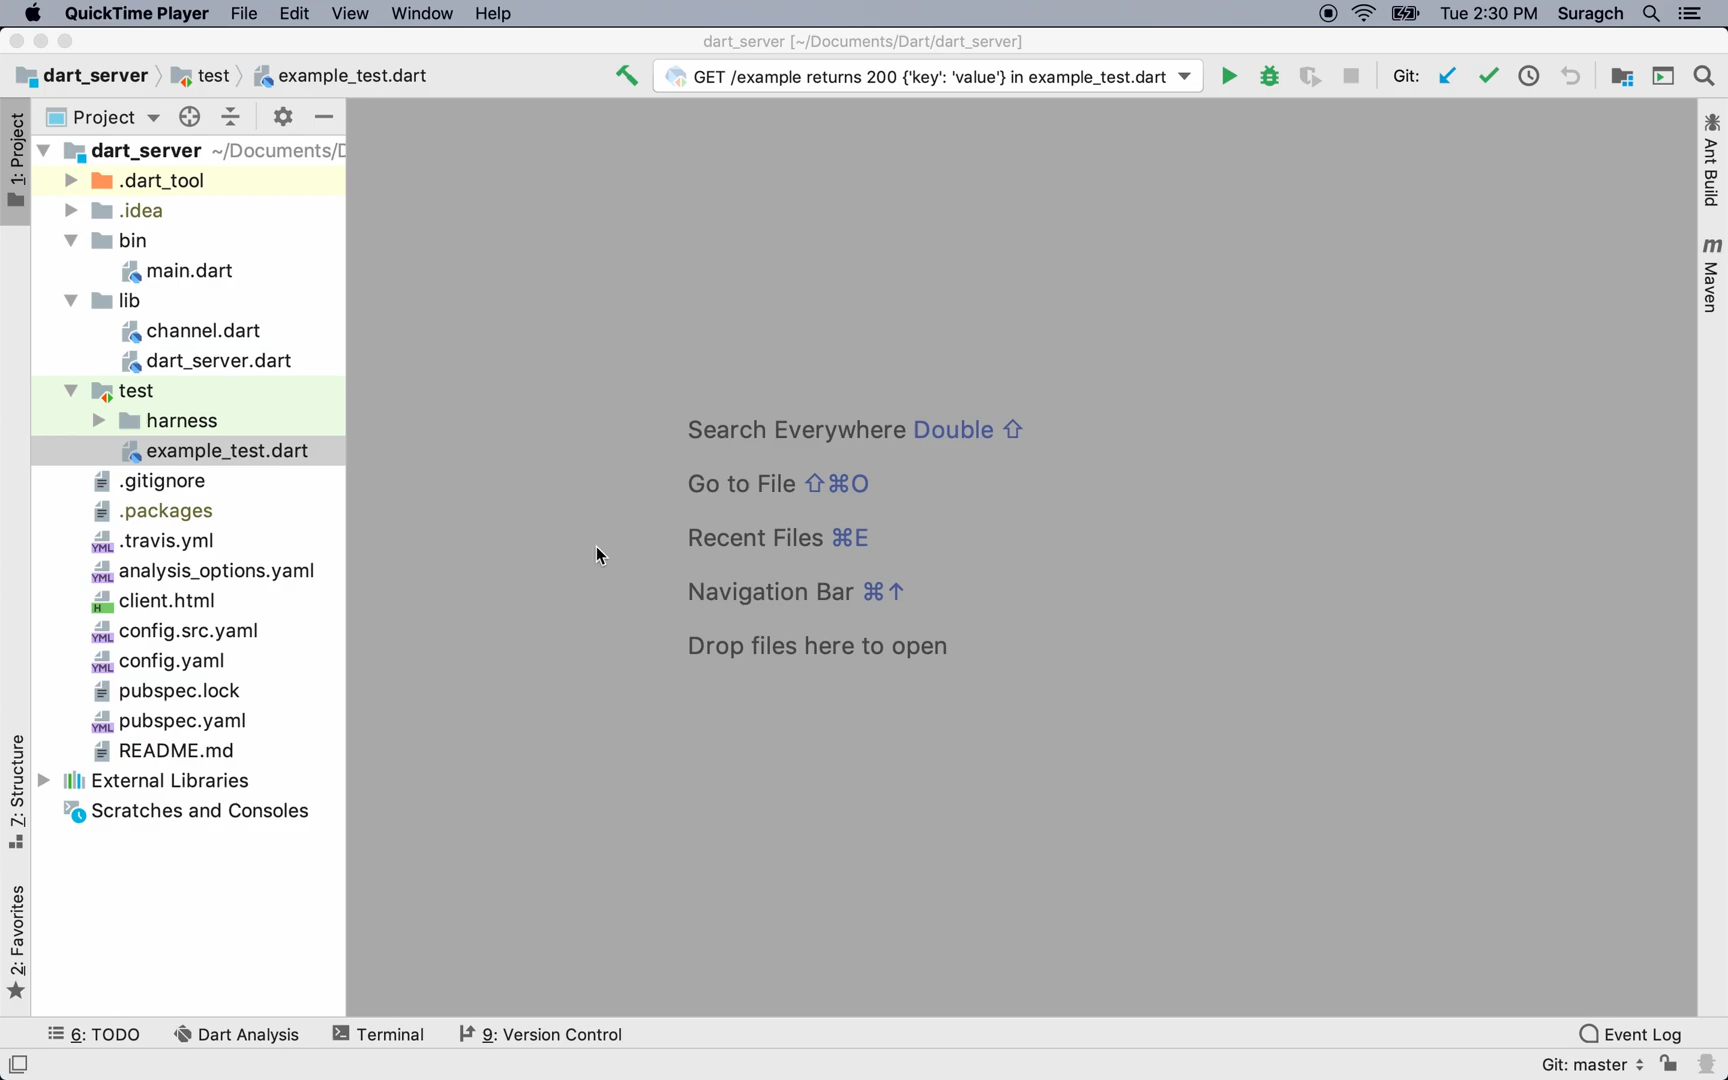 QuickTime Player File Edit View Window Help Tue 2:30 PM Suragch
dart_server [~/Documents/Dart/dart_server]
dart_server test example_test.dart GET /example returns 200 {'key': 'value'} in example_test.dart Git:
Project
1: Project
dart_server ~/Documents/D
.dart_tool
.idea
bin
main.dart
lib
channel.dart
dart_server.dart
test
harness
example_test.dart
.gitignore
.packages
.travis.yml
analysis_options.yaml
client.html
config.src.yaml
config.yaml
pubspec.lock
pubspec.yaml
README.md
External Libraries
Scratches and Consoles
Z: Structure
2: Favorites
Search Everywhere Double ⇧
Go to File ⇧⌘O
Recent Files ⌘E
Navigation Bar ⌘↑
Drop files here to open
Ant Build
m Maven
6: TODO Dart Analysis Terminal 9: Version Control Event Log
Git: master